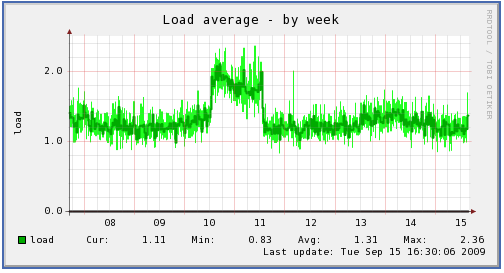 Load average - by week
RRDTOOL / TOBI OETIKER
load
2.0
1.0
0.0
08 09 10 11 12 13 14 15
load Cur: 1.11 Min: 0.83 Avg: 1.31 Max: 2.36
Last update: Tue Sep 15 16:30:06 2009